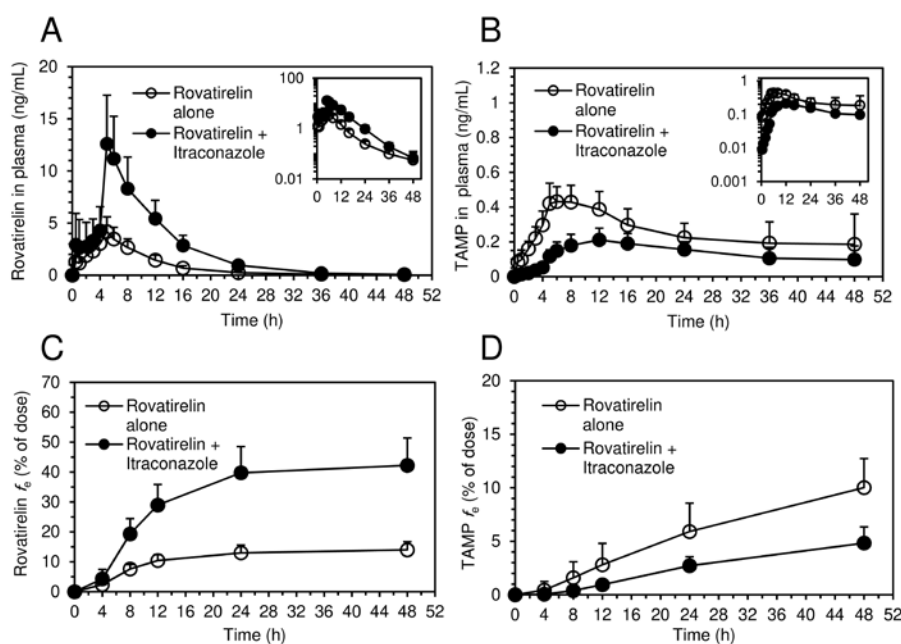 A
Rovatirelin in plasma (ng/mL)
20
15
10
5
0
Rovatirelin
alone
Rovatirelin +
Itraconazole
100
1
0.01
0 12 24 36 48
0 4 8 12 16 20 24 28 32 36 40 44 48 52
Time (h)
B
TAMP in plasma (ng/mL)
1.2
1
0.8
0.6
0.4
0.2
0
Rovatirelin
alone
Rovatirelin +
Itraconazole
1
0.1
0.01
0.001
0 12 24 36 48
0 4 8 12 16 20 24 28 32 36 40 44 48 52
Time (h)
C
Rovatirelin fe (% of dose)
70
60
50
40
30
20
10
0
Rovatirelin
alone
Rovatirelin +
Itraconazole
0 4 8 12 16 20 24 28 32 36 40 44 48 52
Time (h)
D
TAMP fe (% of dose)
20
15
10
5
0
Rovatirelin
alone
Rovatirelin +
Itraconazole
0 4 8 12 16 20 24 28 32 36 40 44 48 52
Time (h)